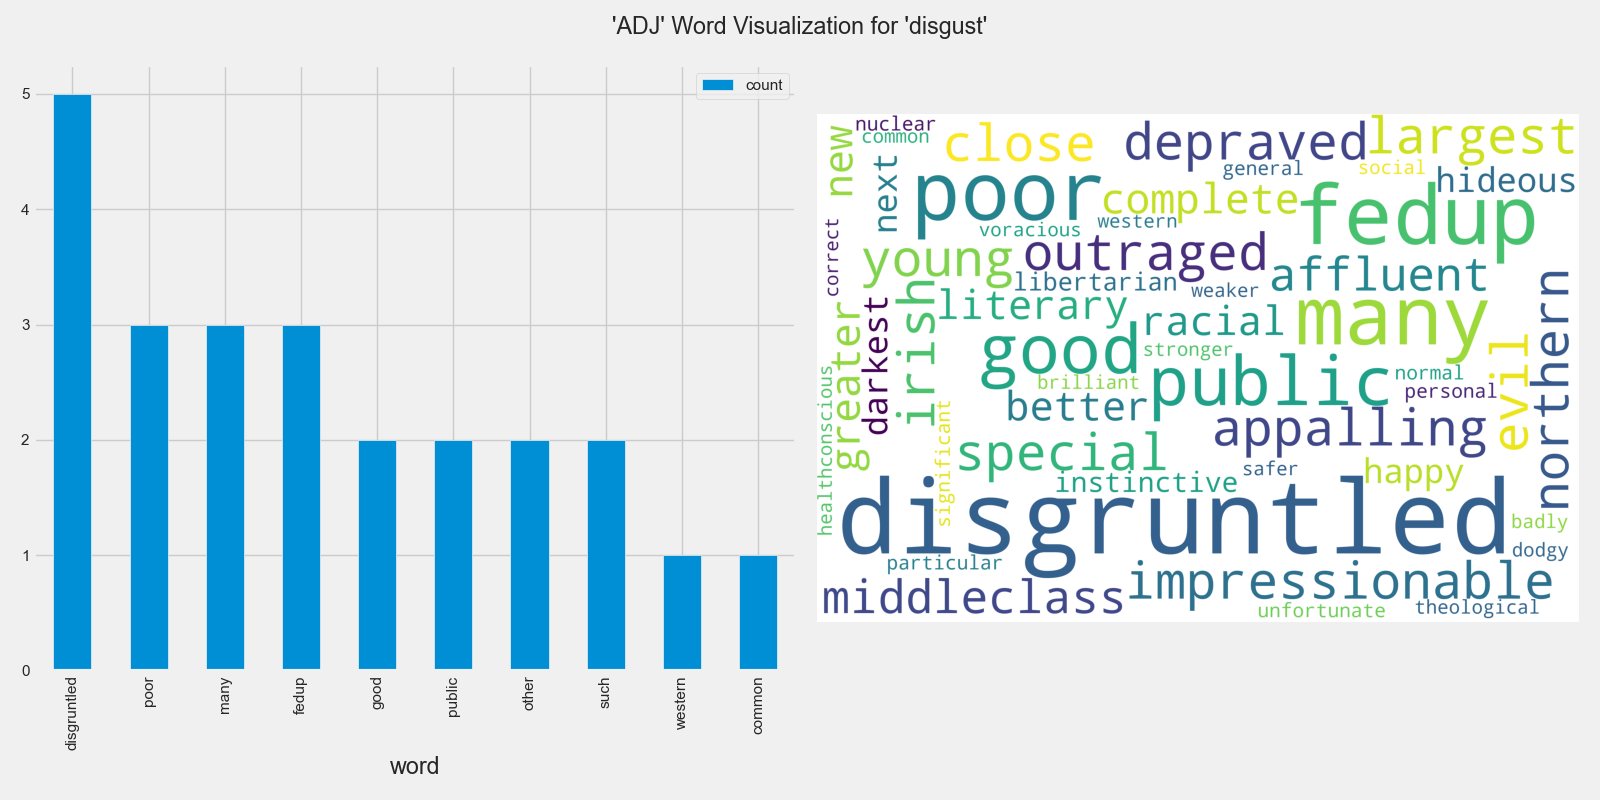 'ADJ' Word Visualization for 'disgust'
count
5
4
3
2
1
0
disgruntled
poor
many
fedup
good
public
other
such
western
common
word
nuclear
common
new
next
close
depraved
largest
general
social
hideous
poor
complete
fedup
western
voracious
correct
young
outraged
affluent
libertarian
weaker
literary
many
northern
irish
darkest
greater
racial
good
stronger
public
evil
brilliant
normal
personal
better
appalling
healthconscious
significant
special
instinctive
safer
happy
disgruntled
badly
dodgy
particular
impressionable
middleclass
unfortunate
theological